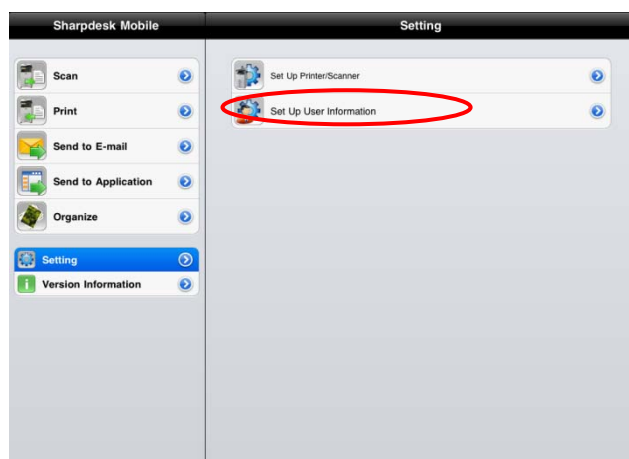 Sharpdesk Mobile
Scan
Print
Send to E-mail
Send to Application
Organize
Setting
Version Information
Setting
Set Up Printer/Scanner
Set Up User Information